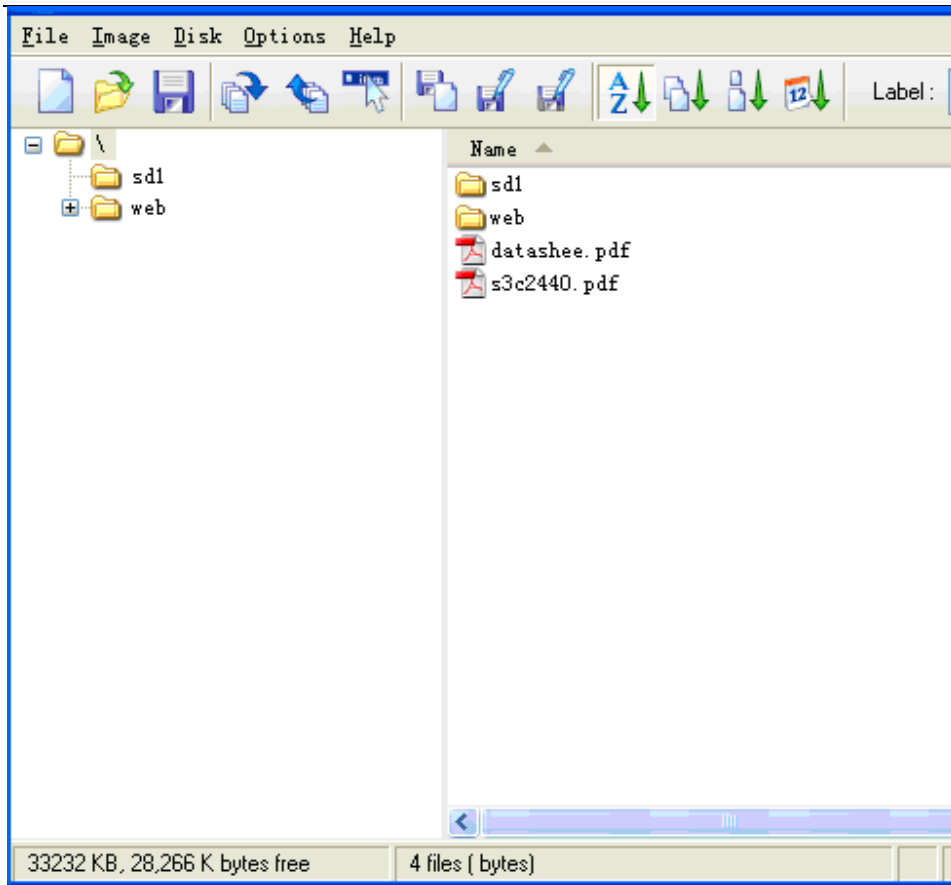 File Image Disk Options Help
A Z 12 Label :
\
sd1
web
Name
sd1
web
datashee.pdf
s3c2440.pdf
33232 KB, 28,266 K bytes free 4 files ( bytes)